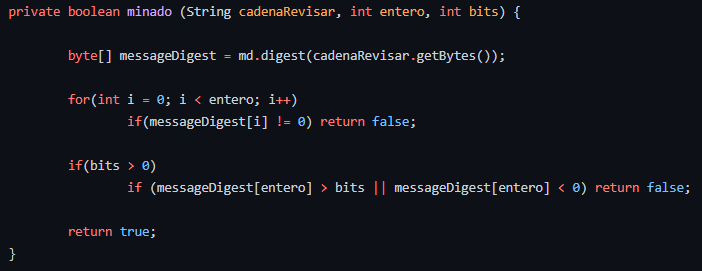 private boolean minado (String cadenaRevisar, int entero, int bits) {
byte[] messageDigest = md.digest(cadenaRevisar.getBytes());
for(int i = 0; i < entero; i++)
if(messageDigest[i] != 0) return false;
if(bits > 0)
if (messageDigest[entero] > bits || messageDigest[entero] < 0) return false;
return true;
}